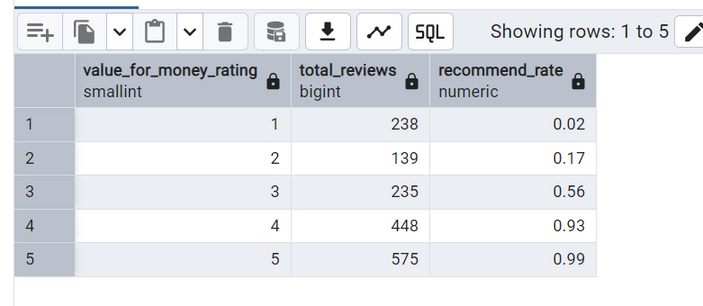 SQL Showing rows: 1 to 5
value_for_money_rating total_reviews recommend_rate
smallint bigint numeric
1 1 238 0.02
2 2 139 0.17
3 3 235 0.56
4 4 448 0.93
5 5 575 0.99